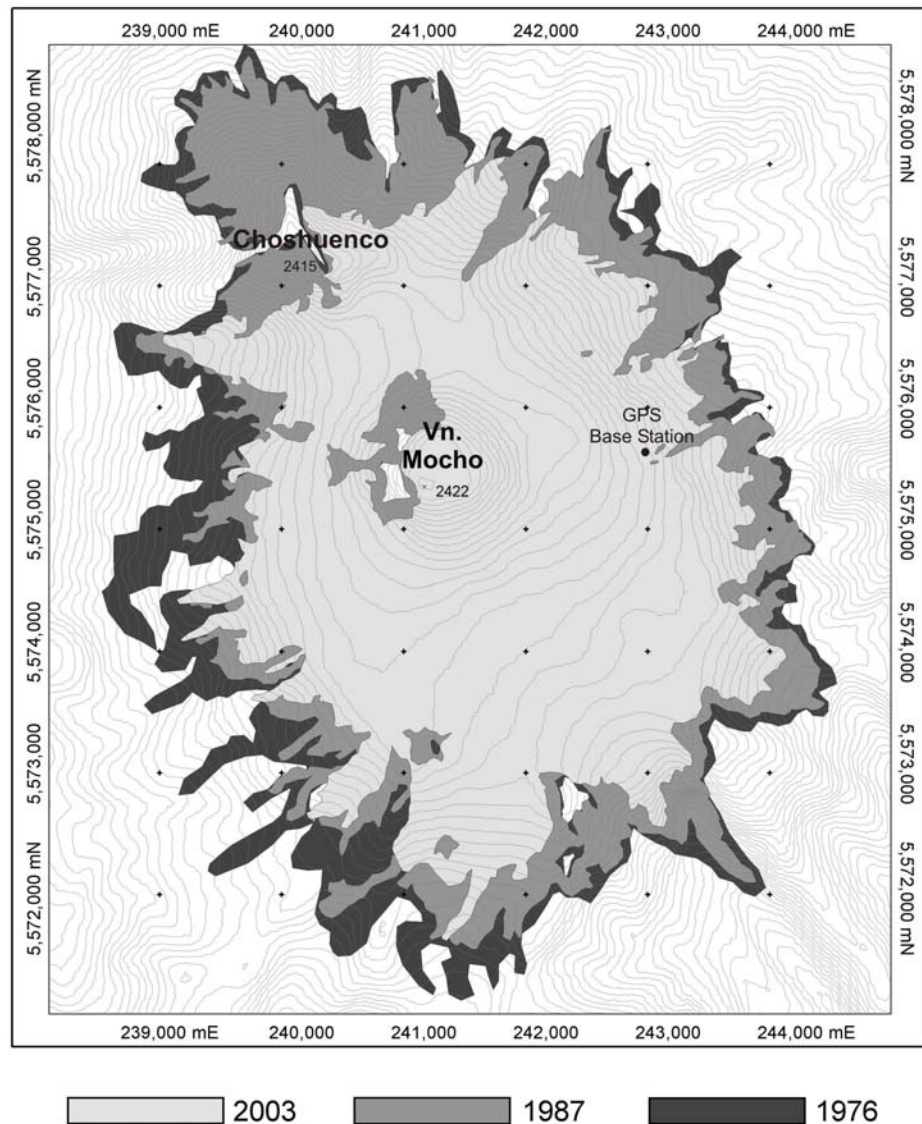 239,000 mE 240,000 241,000 242,000 243,000 244,000 mE
5,578,000 mN
5,577,000
5,576,000
5,575,000
5,574,000
5,573,000
5,572,000 mN
Choshuenco
2415
Vn.
Mocho
2422
GPS
Base Station
5,578,000 mN
5,577,000
5,576,000
5,575,000
5,574,000
5,573,000
5,572,000 mN
239,000 mE 240,000 241,000 242,000 243,000 244,000 mE
2003 1987 1976